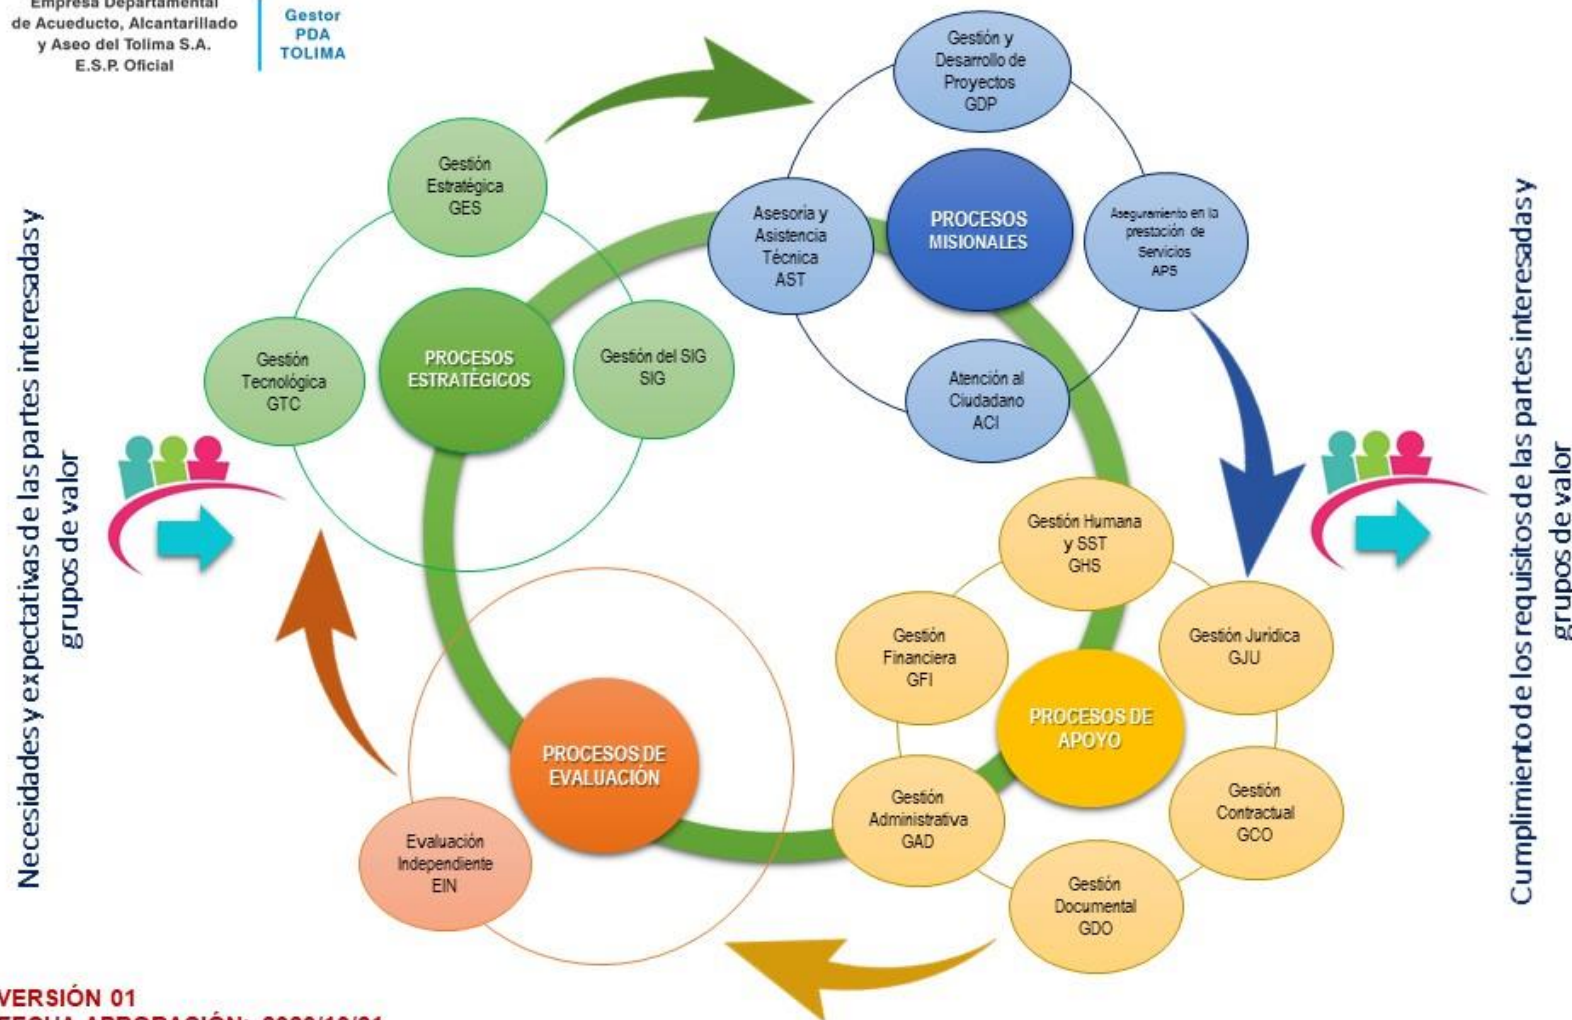 Empresa Departamental
de Acueducto, Alcantarillado
y Aseo del Tolima S.A.
E.S.P. Oficial
Gestor
PDA
TOLIMA
Necesidades y expectativas de las partes interesadas y
grupos de valor
Gestión
Estratégica
GES
Gestión
Tecnológica
GTC
PROCESOS
ESTRATÉGICOS
Gestión del SIG
SIG
Gestión y
Desarrollo de
Proyectos
GDP
Asesoría y
Asistencia
Técnica
AST
PROCESOS
MISIONALES
Aseguramiento en la
prestación de
Servicios
APS
Atención al
Ciudadano
ACI
Gestión Humana
y SST
GHS
Gestión
Financiera
GFI
Gestión Jurídica
GJU
PROCESOS DE
APOYO
Gestión
Administrativa
GAD
Gestión
Contractual
GCO
Gestión
Documental
GDO
PROCESOS DE
EVALUACIÓN
Evaluación
Independiente
EIN
Cumplimiento de los requisitos de las partes interesadas y
grupos de valor
VERSIÓN 01